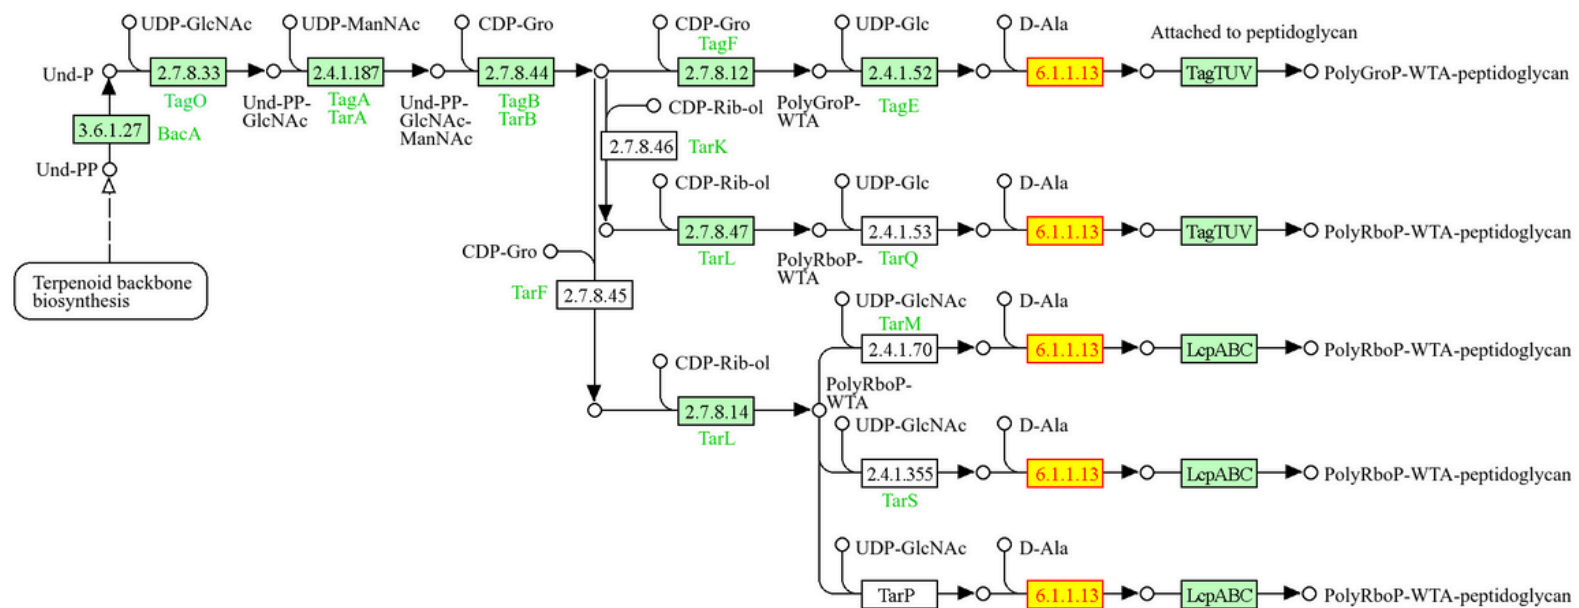 UDP-GlcNAc
UDP-ManNAc
CDP-Gro
CDP-Gro
UDP-Glc
D-Ala
Attached to peptidoglycan
TagF
Und-P
2.7.8.33
2.4.1.187
2.7.8.44
2.7.8.12
2.4.1.52
6.1.1.13
TagTUV
PolyGroP-WTA-peptidoglycan
TagO
Und-PP-
GlcNAc
TagA
TarA
Und-PP-
GlcNAc-
ManNAc
TagB
TarB
PolyGroP-
WTA
TagE
CDP-Rib-ol
3.6.1.27
BacA
2.7.8.46
TarK
Und-PP
CDP-Rib-ol
UDP-Glc
D-Ala
2.7.8.47
2.4.1.53
6.1.1.13
TagTUV
PolyRboP-WTA-peptidoglycan
CDP-Gro
TarL
PolyRboP-
WTA
TarQ
Terpenoid backbone
biosynthesis
TarF
2.7.8.45
UDP-GlcNAc
D-Ala
TarM
2.4.1.70
6.1.1.13
LcpABC
PolyRboP-WTA-peptidoglycan
CDP-Rib-ol
PolyRboP-
WTA
2.7.8.14
TarL
UDP-GlcNAc
D-Ala
2.4.1.355
6.1.1.13
LcpABC
PolyRboP-WTA-peptidoglycan
TarS
UDP-GlcNAc
D-Ala
TarP
6.1.1.13
LcpABC
PolyRboP-WTA-peptidoglycan